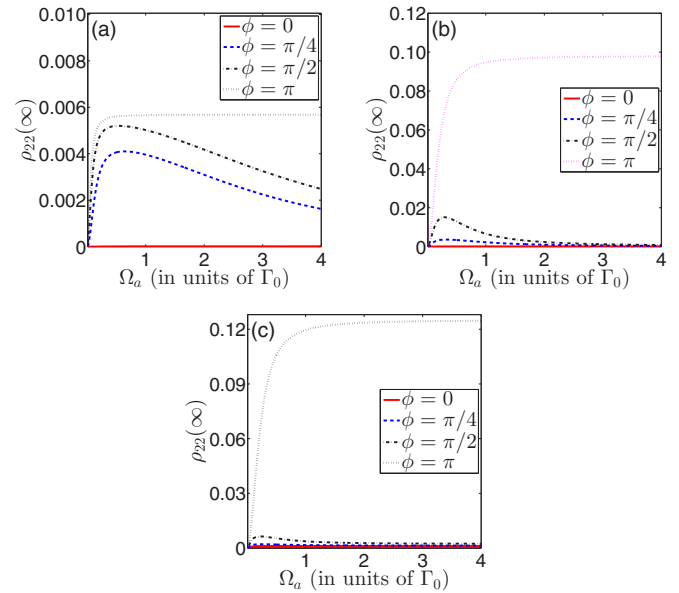 (a)
ϕ = 0
ϕ = π/4
ϕ = π/2
ϕ = π
0.010
0.008
0.006
0.004
0.002
0
ρ22(∞)
1 2 3 4
Ωa (in units of Γ0)
(b)
ϕ = 0
ϕ = π/4
ϕ = π/2
ϕ = π
0.12
0.10
0.08
0.06
0.04
0.02
0
ρ22(∞)
1 2 3 4
Ωa (in units of Γ0)
(c)
ϕ = 0
ϕ = π/4
ϕ = π/2
ϕ = π
0.12
0.09
0.06
0.03
0
ρ22(∞)
1 2 3 4
Ωa (in units of Γ0)